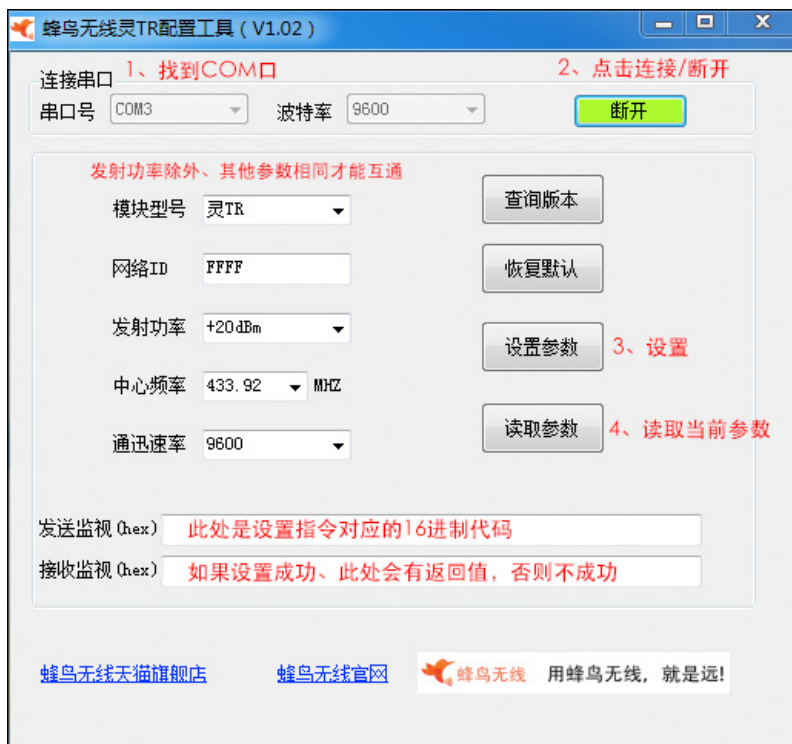 蜂鸟无线灵TR配置工具(V1.02)
连接串口 1、找到COM口 2、点击连接/断开
串口号 COM3 波特率 9600 断开
发射功率除外、其他参数相同才能互通
模块型号 灵TR 查询版本
网络ID FFFF 恢复默认
发射功率 +20dBm
设置参数 3、设置
中心频率 433.92 MHZ
读取参数 4、读取当前参数
通迅速率 9600
发送监视(hex) 此处是设置指令对应的16进制代码
接收监视(hex) 如果设置成功、此处会有返回值，否则不成功
蜂鸟无线天猫旗舰店 蜂鸟无线官网 蜂鸟无线 用蜂鸟无线，就是远!